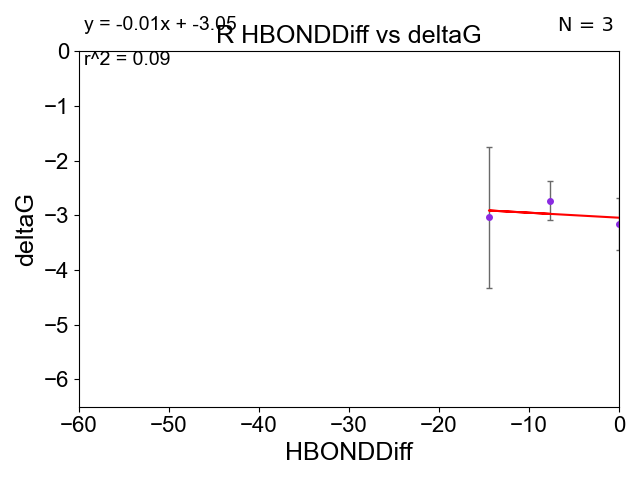 y = -0.01x + -3.05
N = 3
R HBONDDiff vs deltaG
r^2 = 0.09
0
−1
−2
−3
−4
−5
−6
deltaG
−60 −50 −40 −30 −20 −10 0
HBONDDiff